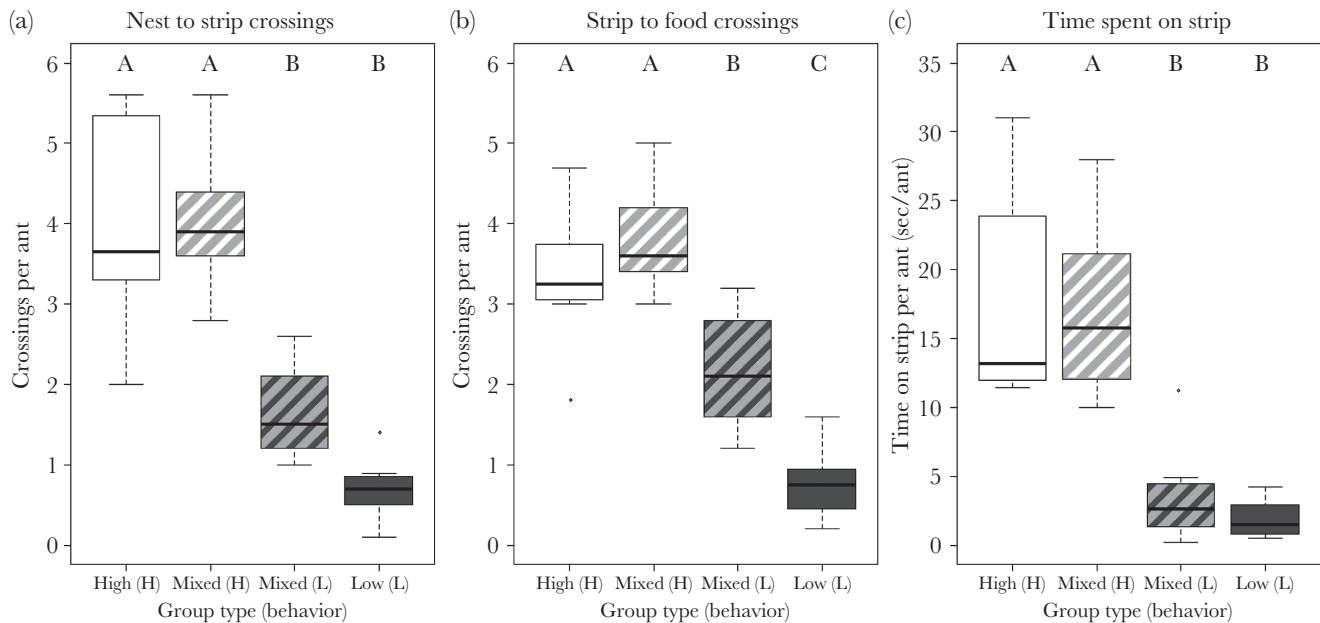 (a) Nest to strip crossings
A A B B
6
5
4
3
2
1
0
Crossings per ant
High (H) Mixed (H) Mixed (L) Low (L)
Group type (behavior)
(b) Strip to food crossings
A A B C
6
5
4
3
2
1
0
Crossings per ant
High (H) Mixed (H) Mixed (L) Low (L)
Group type (behavior)
(c) Time spent on strip
A A B B
35
30
25
20
15
10
5
0
Time on strip per ant (sec/ant)
High (H) Mixed (H) Mixed (L) Low (L)
Group type (behavior)